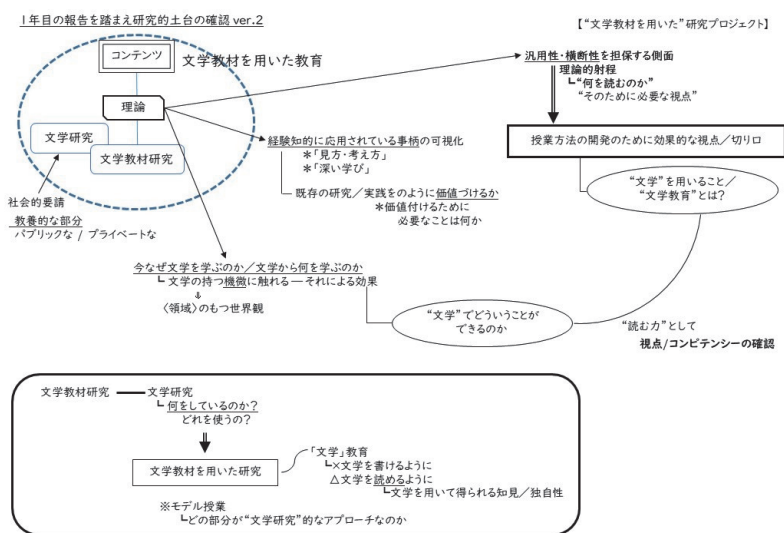 1年目の報告を踏まえ研究的土台の確認 ver.2
【“文学教材を用いた”研究プロジェクト】
コンテンツ
文学教材を用いた教育
理論
文学研究
文学教材研究
社会的要請
教養的な部分
パブリックな / プライベートな
汎用性・横断性を担保する側面
理論的射程
┗“何を読むのか”
“そのために必要な視点”
授業方法の開発のために効果的な視点／切り口
経験知的に応用されている事柄の可視化
＊「見方・考え方」
＊「深い学び」
既存の研究／実践をのように価値づけるか
＊価値付けるために
必要なことは何か
“文学”を用いること／
“文学教育”とは？
今なぜ文学を学ぶのか／文学から何を学ぶのか
┗ 文学の持つ機微に触れる―それによる効果
⇓
〈領域〉のもつ世界観
“文学”でどういうことが
できるのか
“読む力”として
視点/コンピテンシーの確認
文学教材研究 ━━ 文学研究
┗ 何をしているのか？
どれを使うの？
文学教材を用いた研究
「文学」教育
┗×文学を書けるように
△文学を読めるように
┗文学を用いて得られる知見／独自性
※モデル授業
┗どの部分が“文学研究”的なアプローチなのか